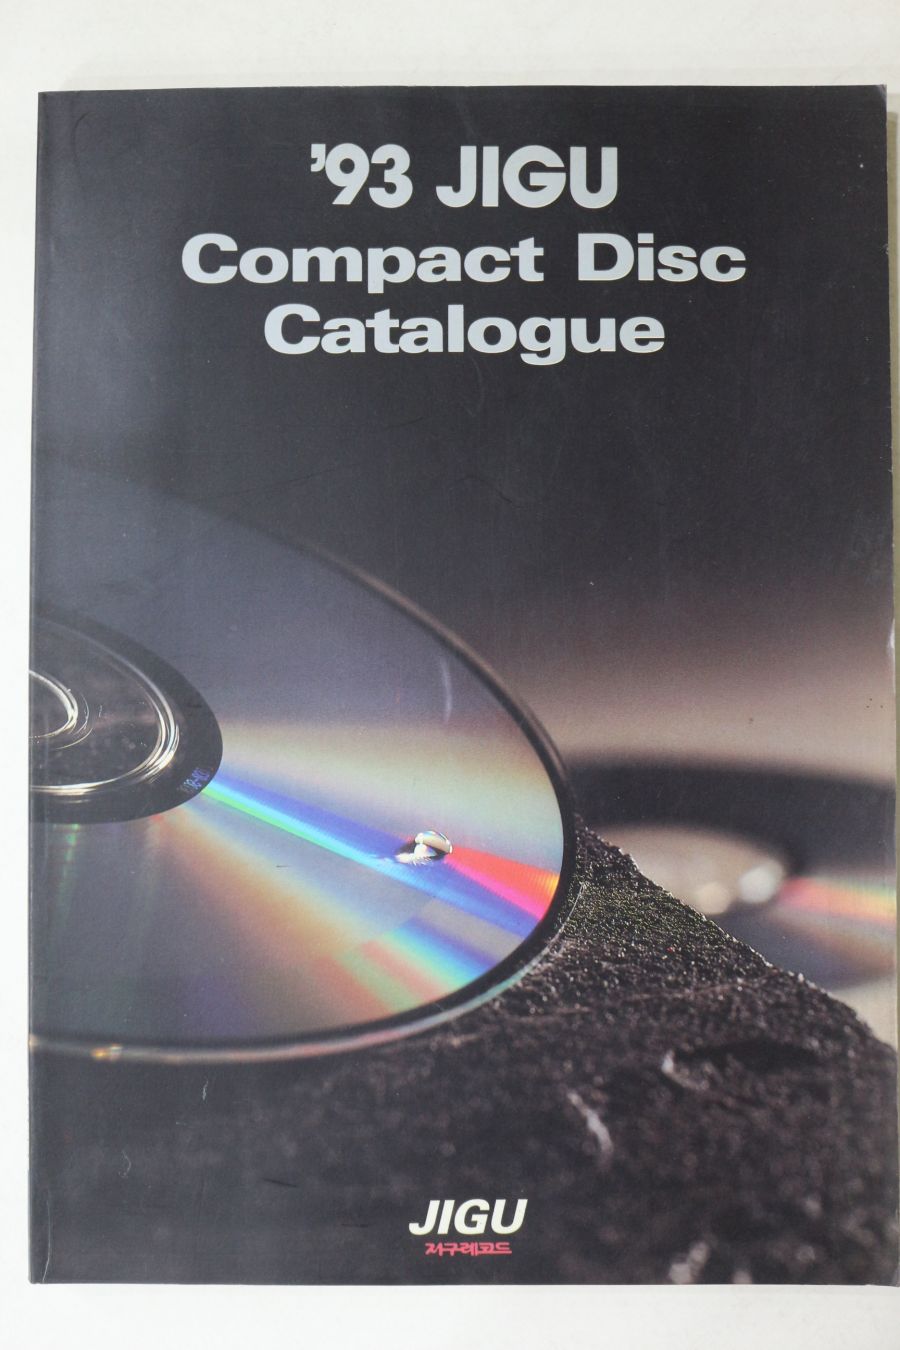 ’93 JIGU
Compact Disc
Catalogue
JIGU
지구레코드